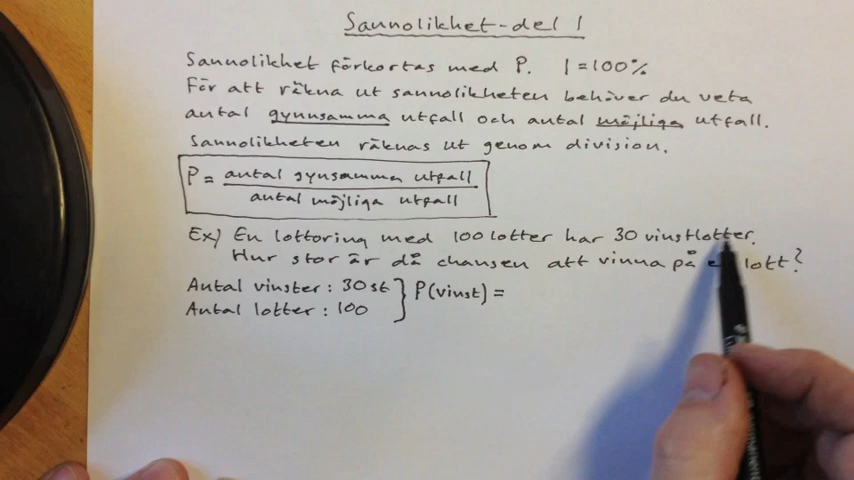 Sannolikhet-del 1
Sannolikhet förkortas med P. 1=100%
För att räkna ut sannolikheten behöver du veta
antal gynnsamma utfall och antal möjliga utfall.
Sannolikheten räknas ut genom division.
P = antal gynsamma utfall
antal möjliga utfall
Ex) En lottoring med 100 lotter har 30 vinstlotter.
Hur stor är då chansen att vinna på lott?
Antal vinster : 30 st } P(vinst) =
Antal lotter : 100